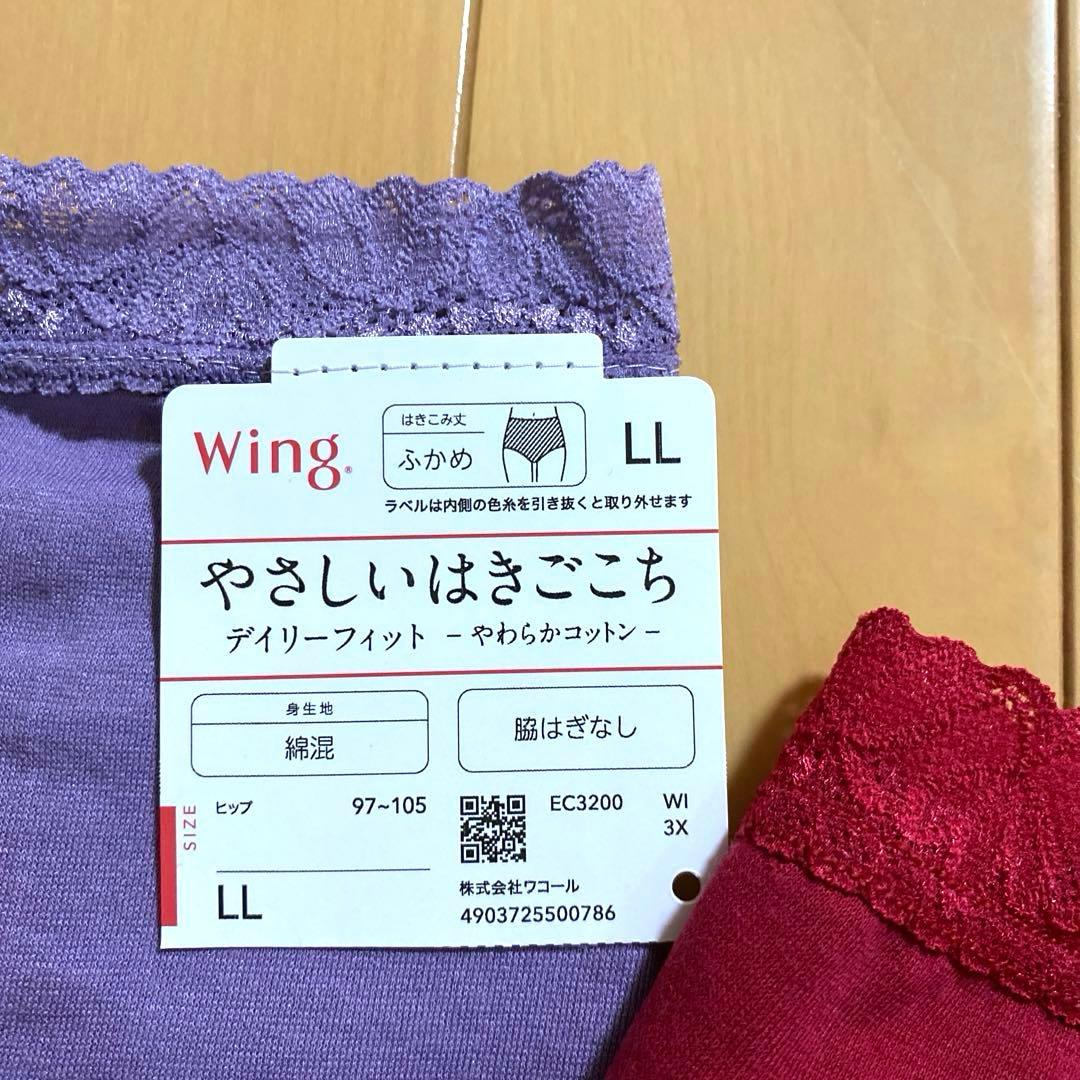 Wing®
はきこみ丈
ふかめ
LL
ラベルは内側の色糸を引き抜くと取り外せます
やさしいはきごこち
デイリーフィット －やわらかコットン－
身生地
綿混
脇はぎなし
SIZE
ヒップ 97~105
LL
EC3200 WI
3X
株式会社ワコール
4903725500786